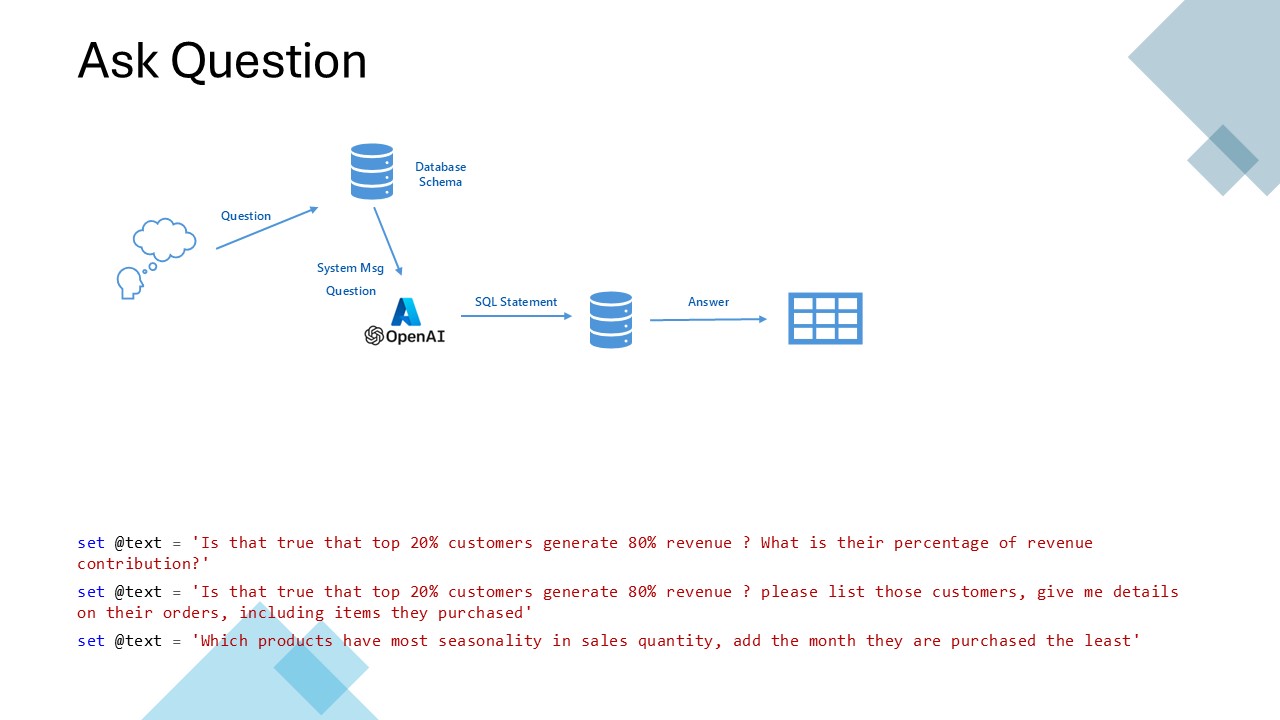 Ask Question
Database
Schema
Question
System Msg
Question
OpenAI
SQL Statement
Answer
set @text = 'Is that true that top 20% customers generate 80% revenue ? What is their percentage of revenue
contribution?'
set @text = 'Is that true that top 20% customers generate 80% revenue ? please list those customers, give me details
on their orders, including items they purchased'
set @text = 'Which products have most seasonality in sales quantity, add the month they are purchased the least'